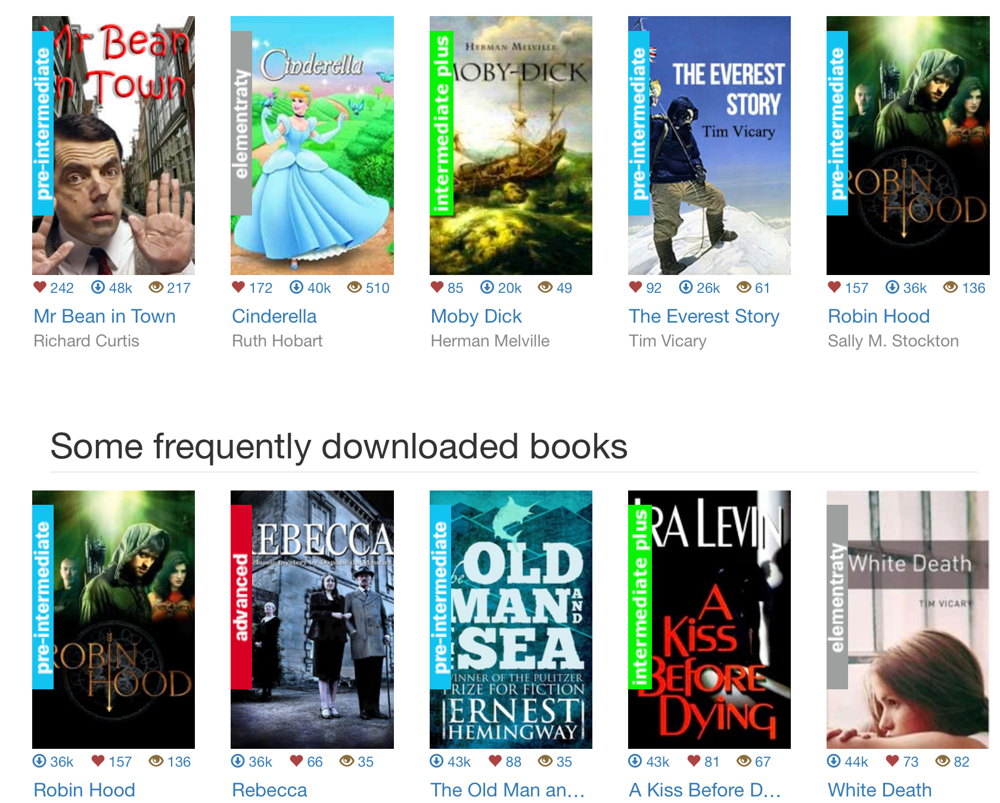 Mr Bean
in Town
pre-intermediate
Cinderella
elementraty
HERMAN MELVILLE
MOBY-DICK
intermediate plus
THE EVEREST
STORY
Tim Vicary
pre-intermediate
ROBIN
HOOD
pre-intermediate
242 48k 217
172 40k 510
85 20k 49
92 26k 61
157 36k 136
Mr Bean in Town
Richard Curtis
Cinderella
Ruth Hobart
Moby Dick
Herman Melville
The Everest Story
Tim Vicary
Robin Hood
Sally M. Stockton
Some frequently downloaded books
pre-intermediate
ROBIN
HOOD
advanced
EBECCA
classic mystery by Daphne du Maurier
pre-intermediate
he OLD
MAN AND
SEA
WINNER OF THE PULITZER
PRIZE FOR FICTION
ERNEST
HEMINGWAY
intermediate plus
RA LEVIN
A
KISS
BEFORE
DYING
elementraty
White Death
TIM VICARY
36k 157 136
36k 66 35
43k 88 35
43k 81 67
44k 73 82
Robin Hood
Rebecca
The Old Man an...
A Kiss Before D...
White Death